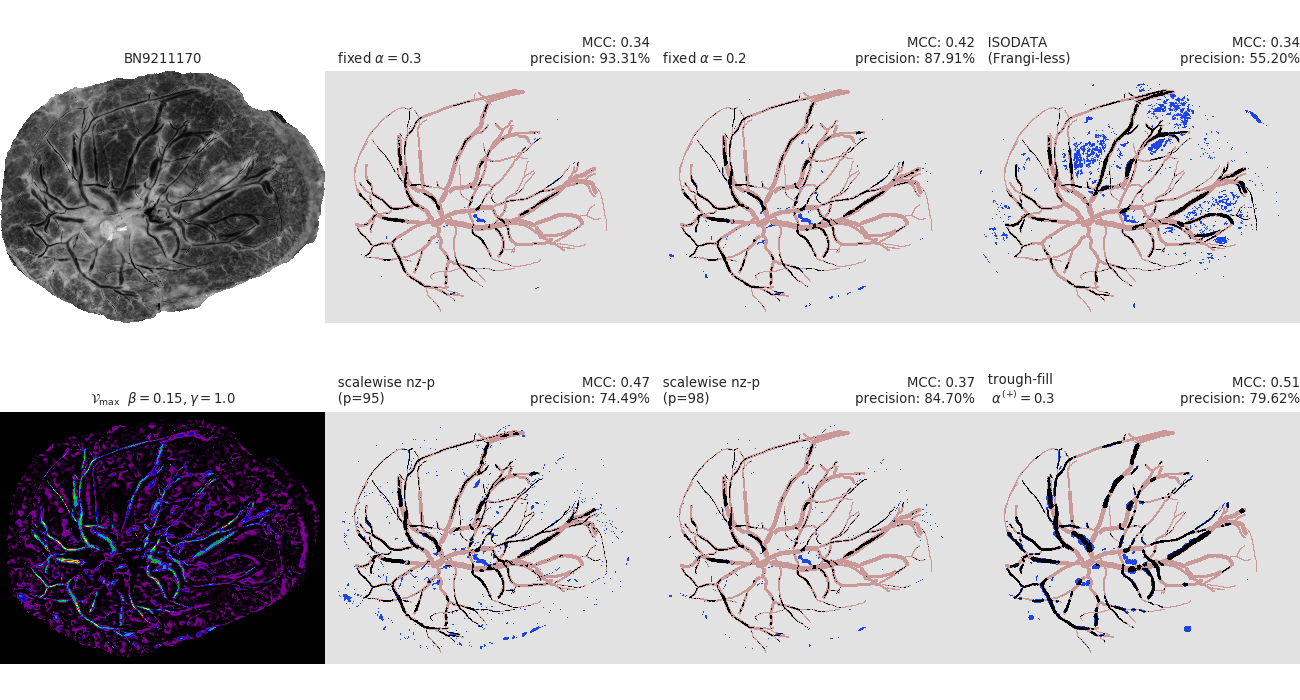 BN9211170
fixed α = 0.3
MCC: 0.34
precision: 93.31%
fixed α = 0.2
MCC: 0.42
precision: 87.91%
ISODATA
(Frangi-less)
MCC: 0.34
precision: 55.20%
𝒱max β = 0.15, γ = 1.0
scalewise nz-p
(p=95)
MCC: 0.47
precision: 74.49%
scalewise nz-p
(p=98)
MCC: 0.37
precision: 84.70%
trough-fill
α(+) = 0.3
MCC: 0.51
precision: 79.62%